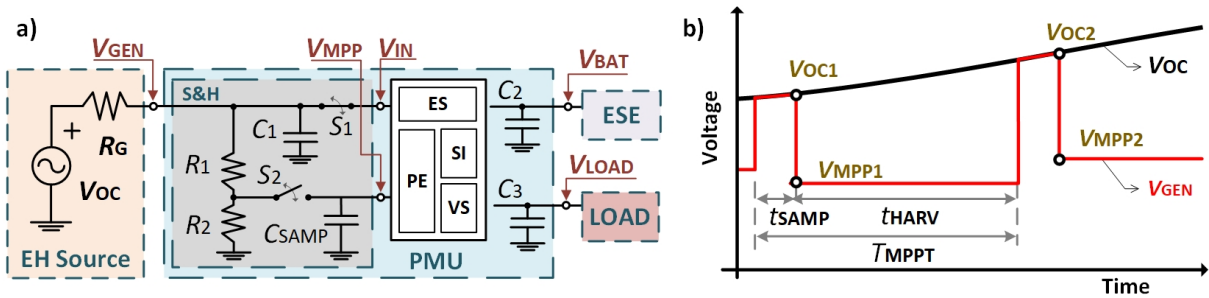 a)
VGEN
VMPP
VIN
S&H
ES
C2
VBAT
ESE
RG
C1
S1
R1
S2
PE
SI
VS
VOC
R2
CSAMP
C3
VLOAD
LOAD
EH Source
PMU
b)
Voltage
VOC1
VOC2
VOC
VMPP1
VMPP2
VGEN
tSAMP
tHARV
TMPPT
Time